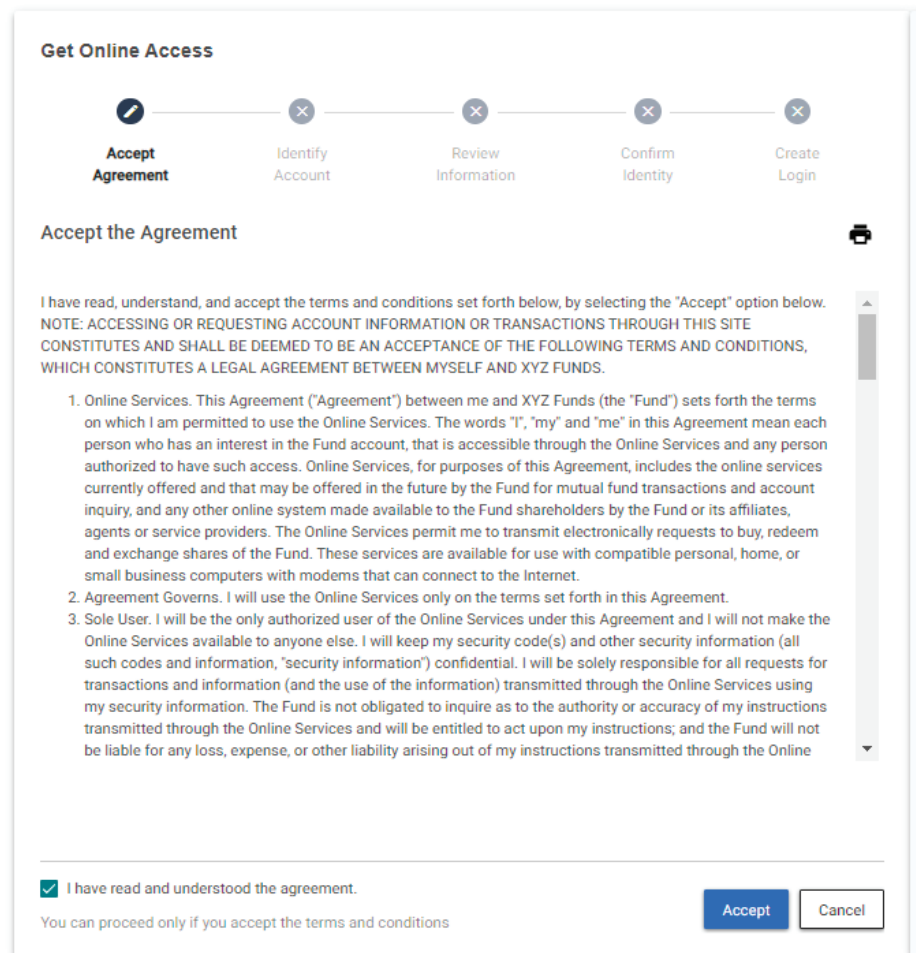 Get Online Access
Accept Identify Review Confirm Create
Agreement Account Information Identity Login
Accept the Agreement
I have read, understand, and accept the terms and conditions set forth below, by selecting the "Accept" option below.
NOTE: ACCESSING OR REQUESTING ACCOUNT INFORMATION OR TRANSACTIONS THROUGH THIS SITE
CONSTITUTES AND SHALL BE DEEMED TO BE AN ACCEPTANCE OF THE FOLLOWING TERMS AND CONDITIONS,
WHICH CONSTITUTES A LEGAL AGREEMENT BETWEEN MYSELF AND XYZ FUNDS.
1. Online Services. This Agreement ("Agreement") between me and XYZ Funds (the "Fund") sets forth the terms
on which I am permitted to use the Online Services. The words "I", "my" and "me" in this Agreement mean each
person who has an interest in the Fund account, that is accessible through the Online Services and any person
authorized to have such access. Online Services, for purposes of this Agreement, includes the online services
currently offered and that may be offered in the future by the Fund for mutual fund transactions and account
inquiry, and any other online system made available to the Fund shareholders by the Fund or its affiliates,
agents or service providers. The Online Services permit me to transmit electronically requests to buy, redeem
and exchange shares of the Fund. These services are available for use with compatible personal, home, or
small business computers with modems that can connect to the Internet.
2. Agreement Governs. I will use the Online Services only on the terms set forth in this Agreement.
3. Sole User. I will be the only authorized user of the Online Services under this Agreement and I will not make the
Online Services available to anyone else. I will keep my security code(s) and other security information (all
such codes and information, "security information") confidential. I will be solely responsible for all requests for
transactions and information (and the use of the information) transmitted through the Online Services using
my security information. The Fund is not obligated to inquire as to the authority or accuracy of my instructions
transmitted through the Online Services and will be entitled to act upon my instructions; and the Fund will not
be liable for any loss, expense, or other liability arising out of my instructions transmitted through the Online
I have read and understood the agreement.
You can proceed only if you accept the terms and conditions
Accept Cancel